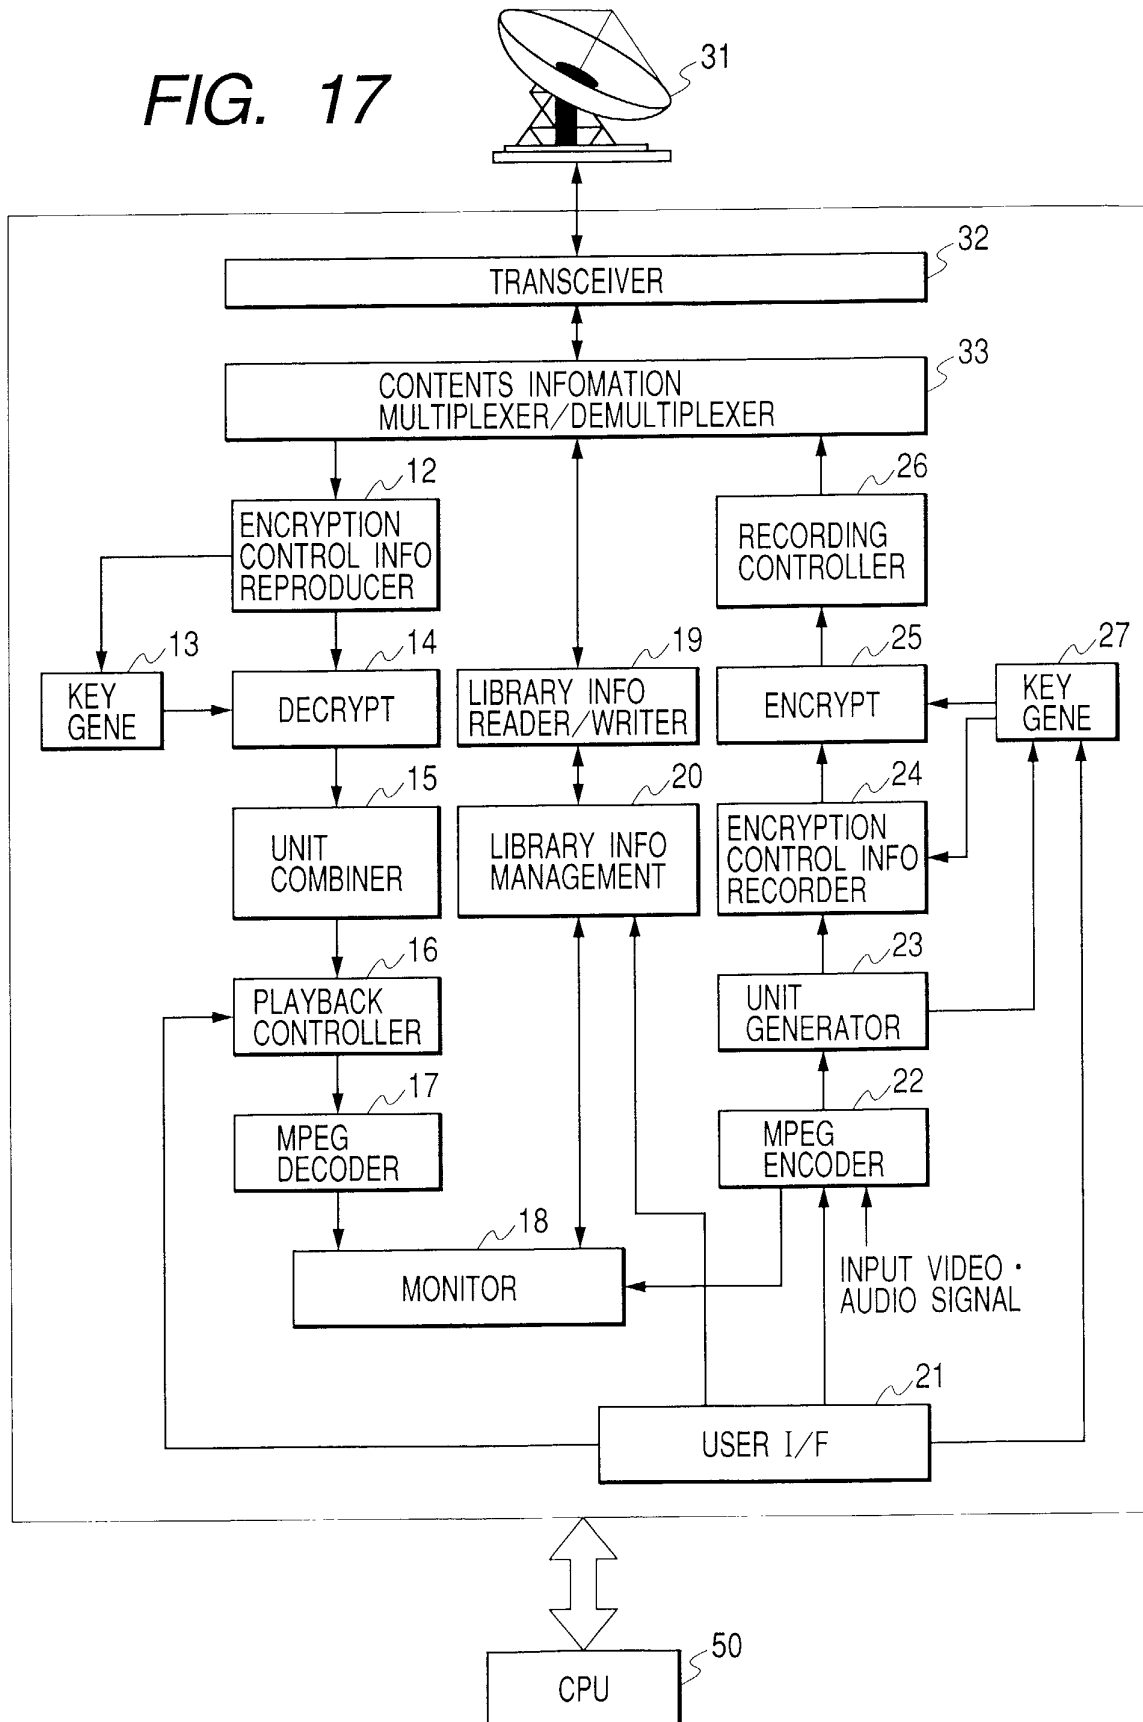 FIG. 17
31
32
TRANSCEIVER
33
CONTENTS INFOMATION
MULTIPLEXER/DEMULTIPLEXER
12
ENCRYPTION
CONTROL INFO
REPRODUCER
26
RECORDING
CONTROLLER
13
KEY
GENE
14
DECRYPT
19
LIBRARY INFO
READER/WRITER
25
ENCRYPT
27
KEY
GENE
15
UNIT
COMBINER
20
LIBRARY INFO
MANAGEMENT
24
ENCRYPTION
CONTROL INFO
RECORDER
16
PLAYBACK
CONTROLLER
23
UNIT
GENERATOR
17
MPEG
DECODER
22
MPEG
ENCODER
18
MONITOR
INPUT VIDEO・
AUDIO SIGNAL
21
USER I/F
50
CPU